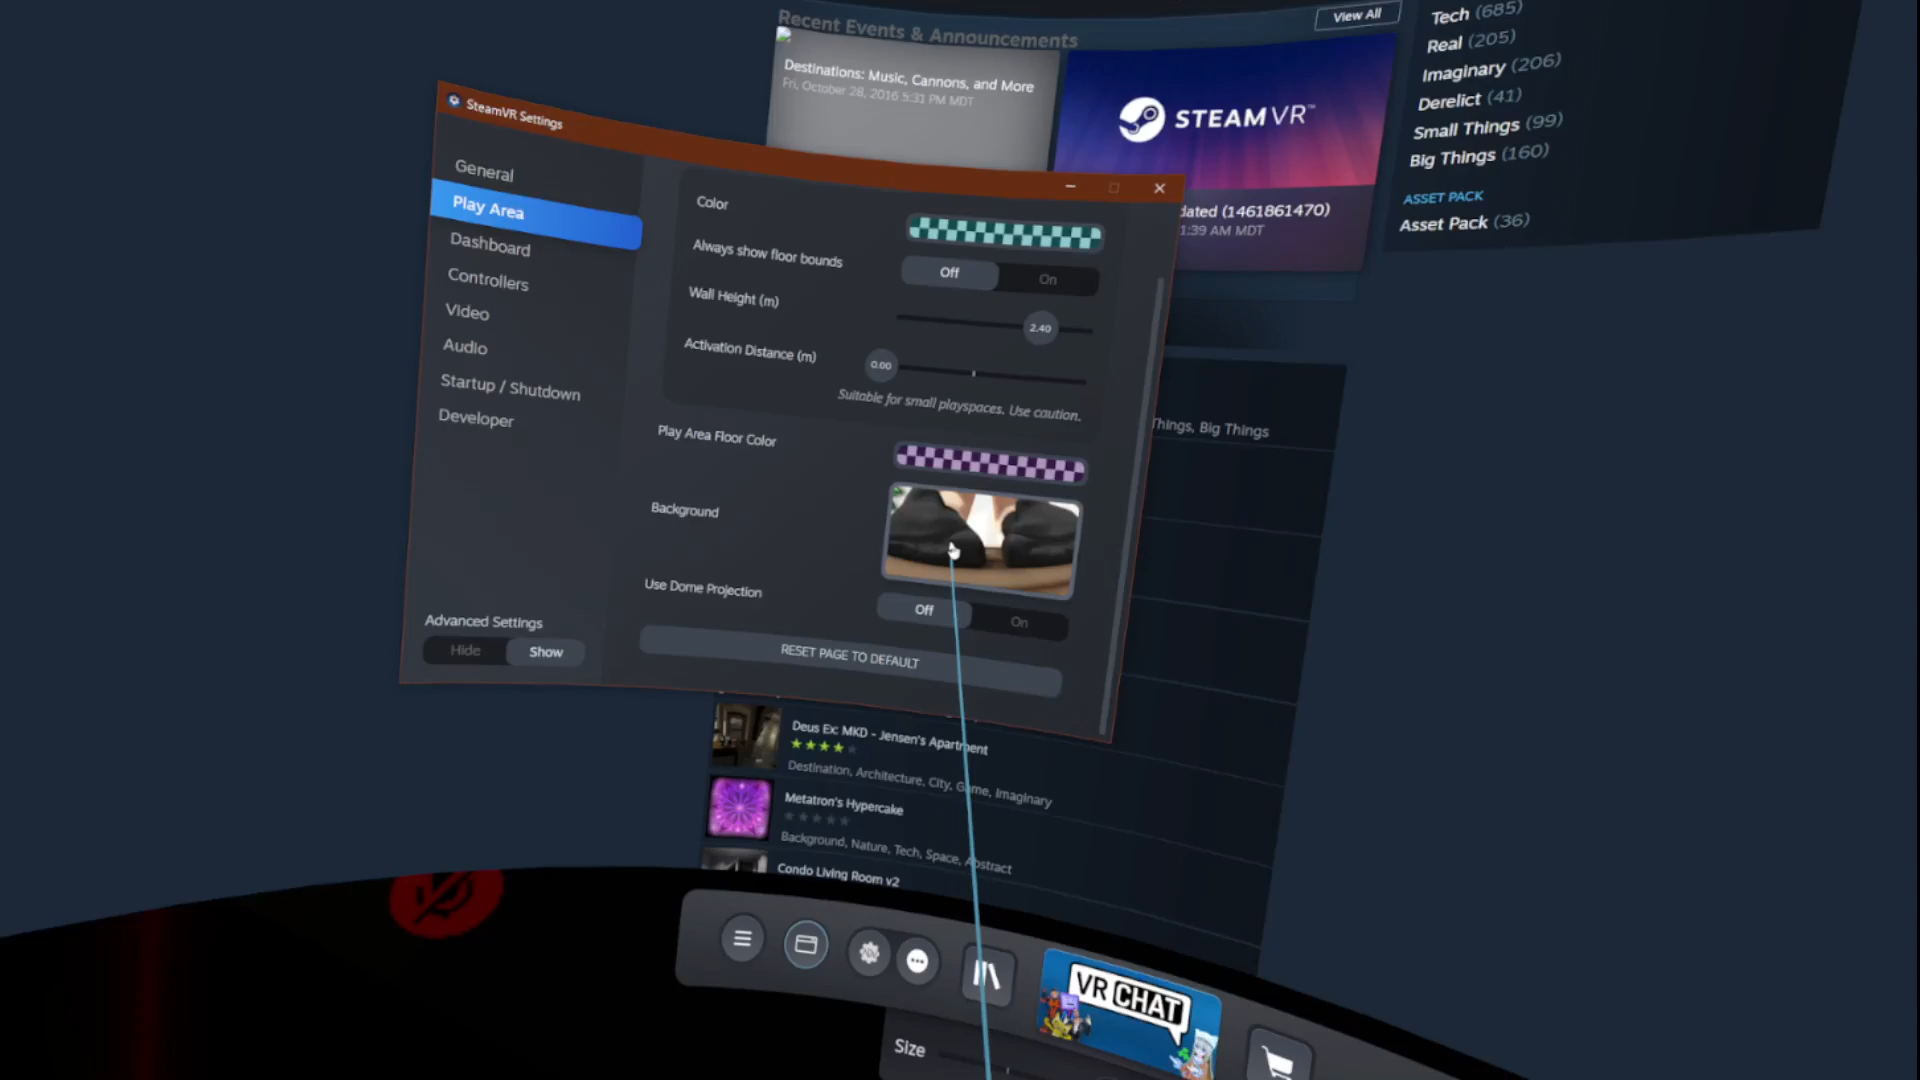 Recent Events & Announcements
View All
Destinations: Music, Cannons, and More
Fri, October 28, 2016 5:31 PM MDT
STEAMVR™
dated (1461861470)
1:39 AM MDT
Tech (685)
Real (205)
Imaginary (206)
Derelict (41)
Small Things (99)
Big Things (160)
ASSET PACK
Asset Pack (36)
SteamVR Settings
General
Play Area
Dashboard
Controllers
Video
Audio
Startup / Shutdown
Developer
Advanced Settings
Hide
Show
Color
Always show floor bounds
Off
On
Wall Height (m)
2.40
Activation Distance (m)
0.00
Suitable for small playspaces. Use caution.
Play Area Floor Color
Background
Use Dome Projection
Off
On
RESET PAGE TO DEFAULT
Things, Big Things
Deus Ex: MKD - Jensen's Apartment
Destination, Architecture, City, Game, Imaginary
Metatron's Hypercake
Background, Nature, Tech, Space, Abstract
Condo Living Room v2
VRCHAT
Size